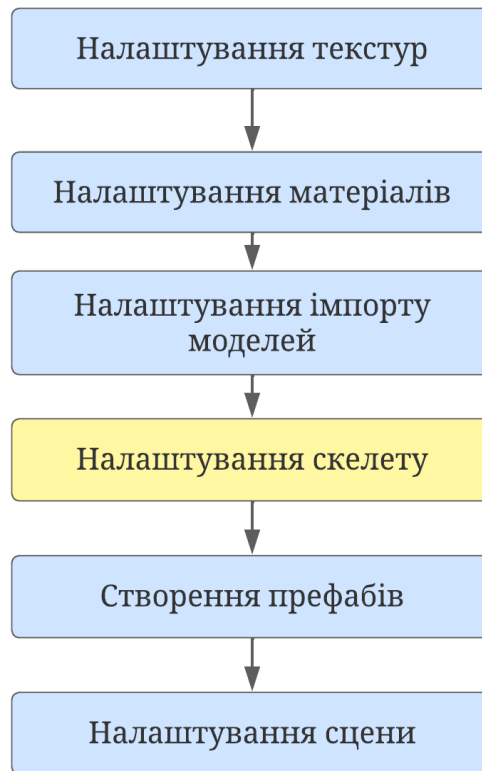 Налаштування текстур
Налаштування матеріалів
Налаштування імпорту
моделей
Налаштування скелету
Створення префабів
Налаштування сцени